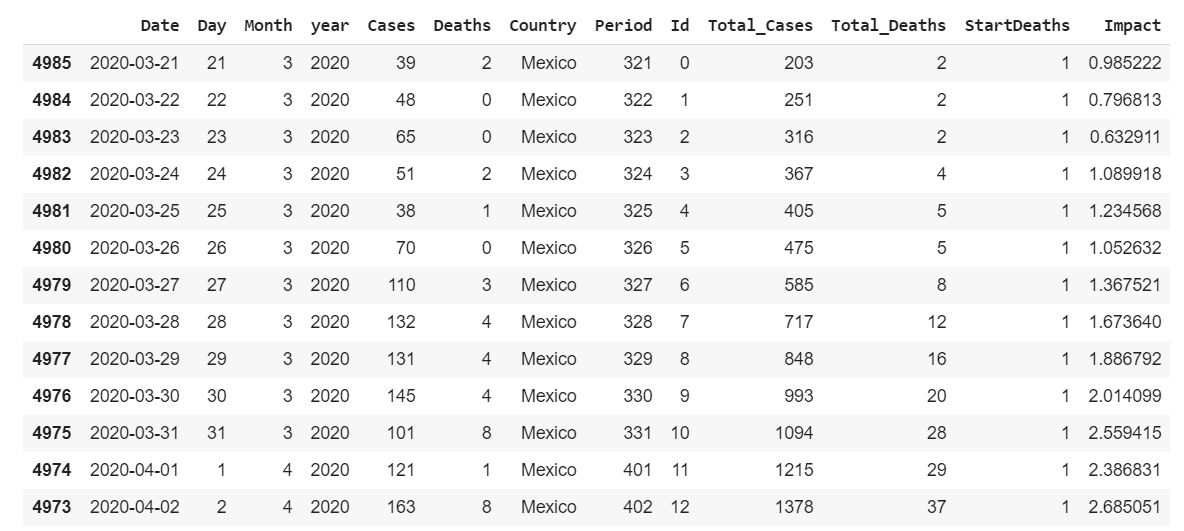 Date Day Month year Cases Deaths Country Period Id Total_Cases Total_Deaths StartDeaths Impact
4985 2020-03-21 21 3 2020 39 2 Mexico 321 0 203 2 1 0.985222
4984 2020-03-22 22 3 2020 48 0 Mexico 322 1 251 2 1 0.796813
4983 2020-03-23 23 3 2020 65 0 Mexico 323 2 316 2 1 0.632911
4982 2020-03-24 24 3 2020 51 2 Mexico 324 3 367 4 1 1.089918
4981 2020-03-25 25 3 2020 38 1 Mexico 325 4 405 5 1 1.234568
4980 2020-03-26 26 3 2020 70 0 Mexico 326 5 475 5 1 1.052632
4979 2020-03-27 27 3 2020 110 3 Mexico 327 6 585 8 1 1.367521
4978 2020-03-28 28 3 2020 132 4 Mexico 328 7 717 12 1 1.673640
4977 2020-03-29 29 3 2020 131 4 Mexico 329 8 848 16 1 1.886792
4976 2020-03-30 30 3 2020 145 4 Mexico 330 9 993 20 1 2.014099
4975 2020-03-31 31 3 2020 101 8 Mexico 331 10 1094 28 1 2.559415
4974 2020-04-01 1 4 2020 121 1 Mexico 401 11 1215 29 1 2.386831
4973 2020-04-02 2 4 2020 163 8 Mexico 402 12 1378 37 1 2.685051